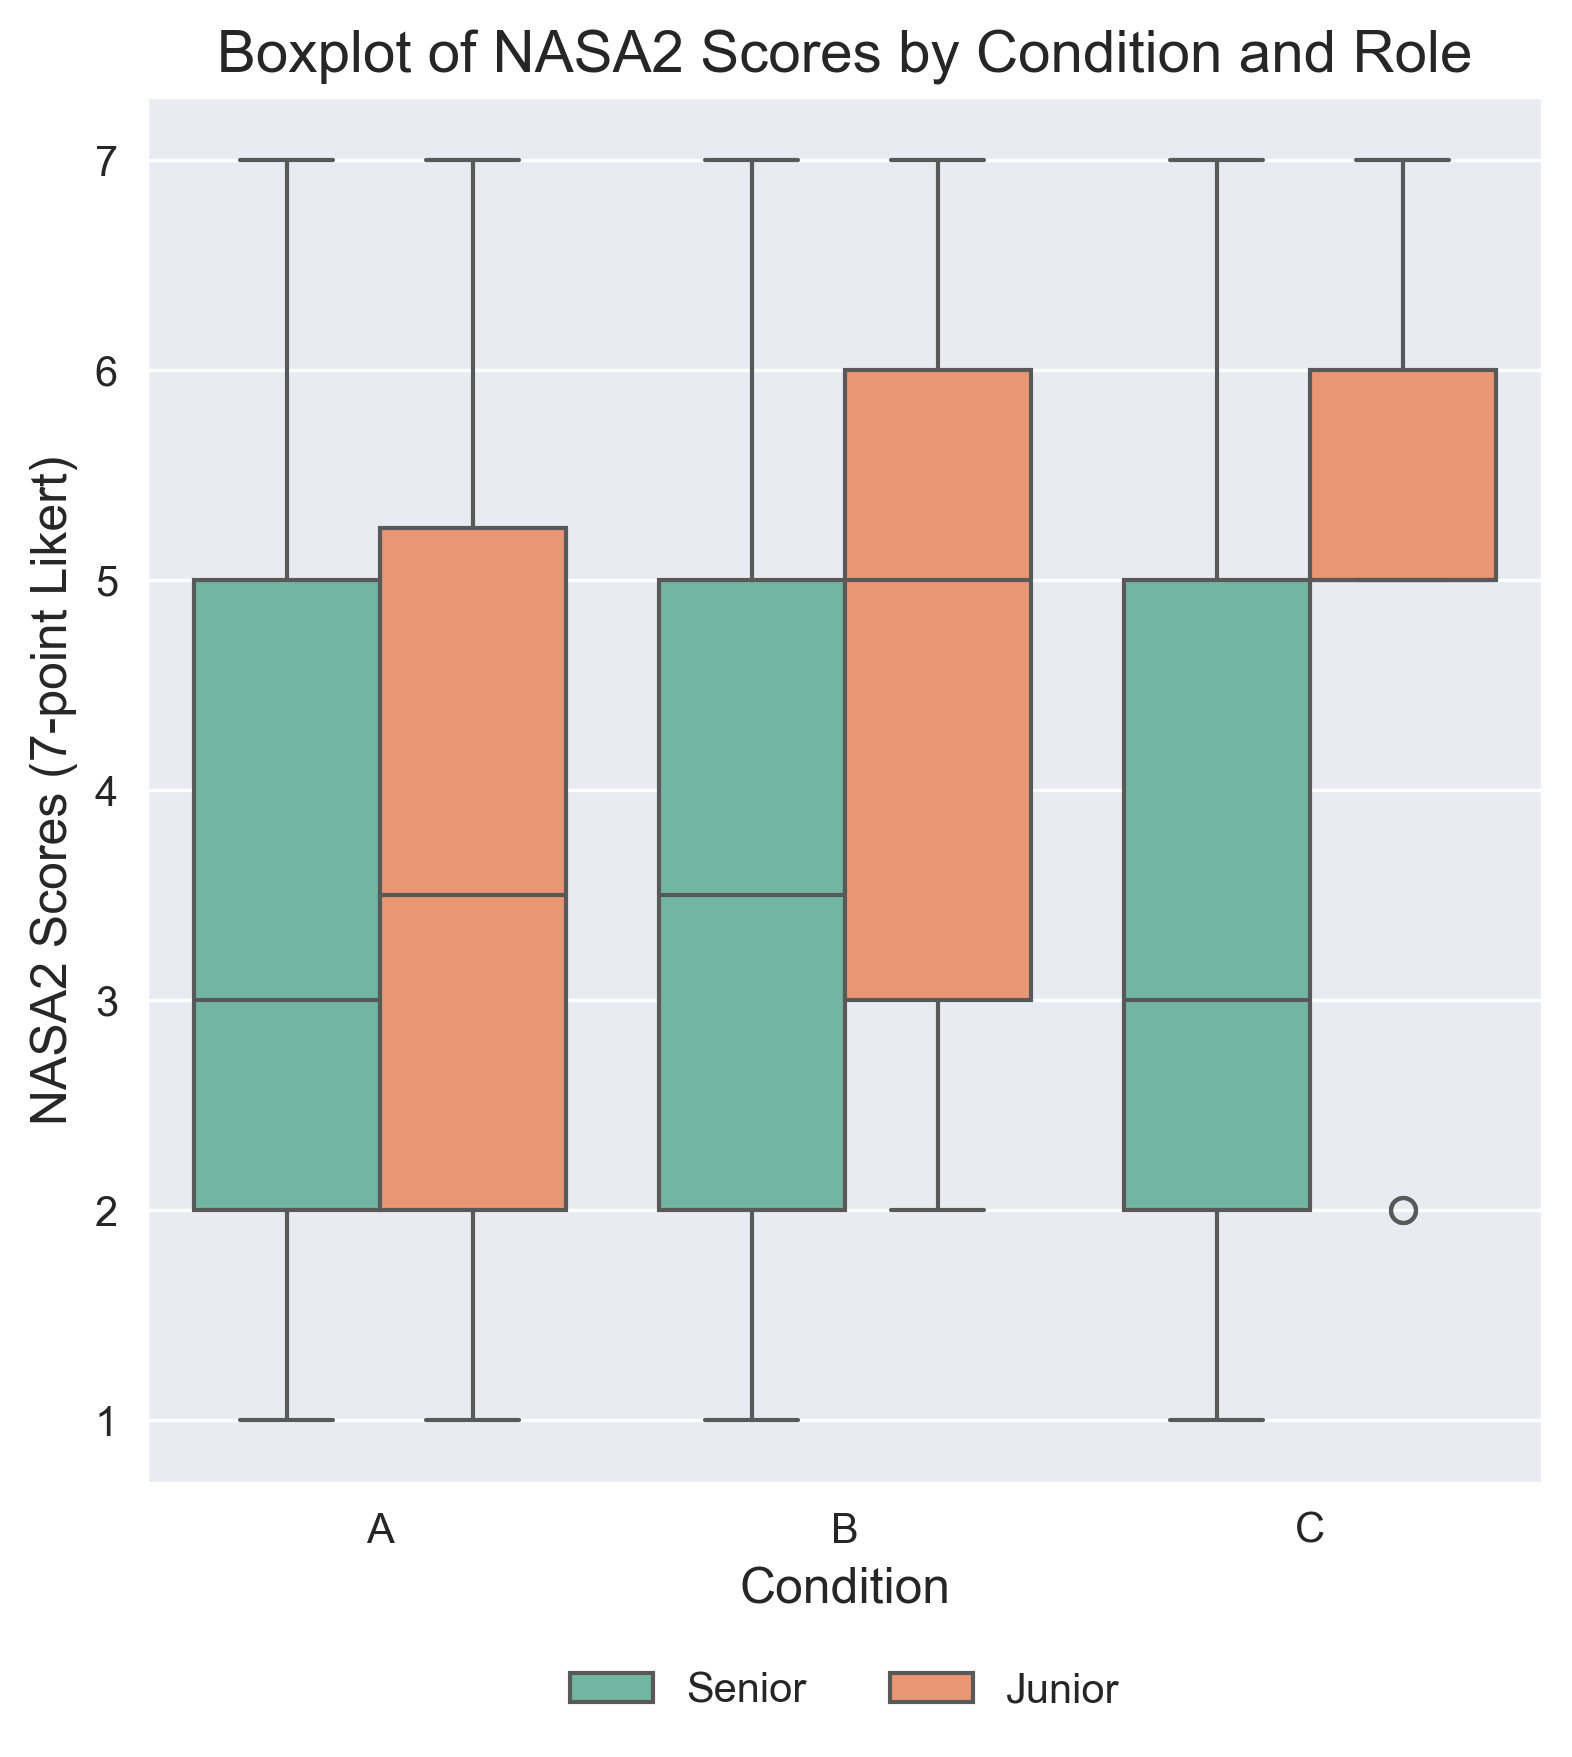 Boxplot of NASA2 Scores by Condition and Role
NASA2 Scores (7-point Likert)
7
6
5
4
3
2
1
A B C
Condition
Senior Junior